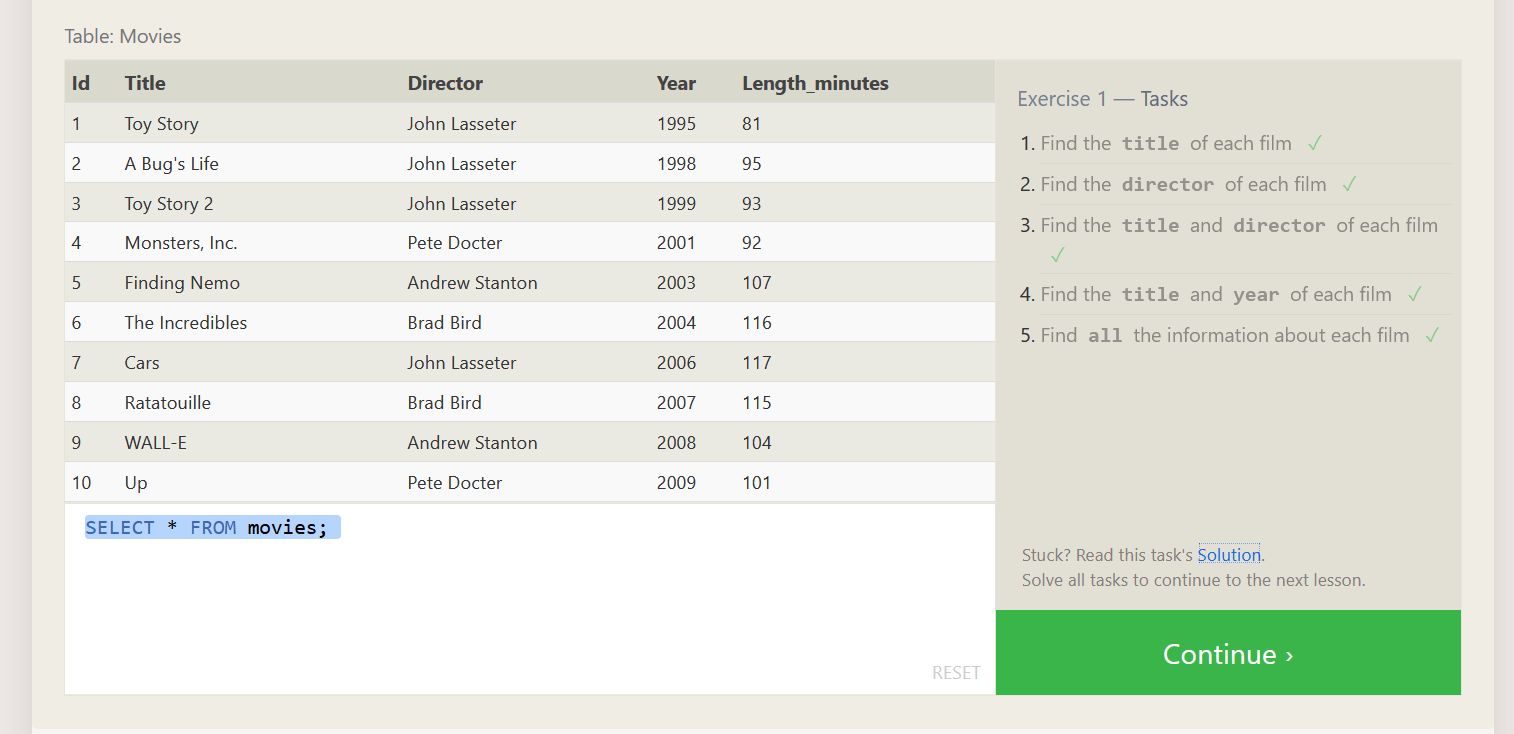 Table: Movies
Id Title Director Year Length_minutes
1 Toy Story John Lasseter 1995 81
2 A Bug's Life John Lasseter 1998 95
3 Toy Story 2 John Lasseter 1999 93
4 Monsters, Inc. Pete Docter 2001 92
5 Finding Nemo Andrew Stanton 2003 107
6 The Incredibles Brad Bird 2004 116
7 Cars John Lasseter 2006 117
8 Ratatouille Brad Bird 2007 115
9 WALL-E Andrew Stanton 2008 104
10 Up Pete Docter 2009 101
SELECT * FROM movies;
RESET
Exercise 1 — Tasks
1. Find the title of each film ✓
2. Find the director of each film ✓
3. Find the title and director of each film
✓
4. Find the title and year of each film ✓
5. Find all the information about each film ✓
Stuck? Read this task's Solution.
Solve all tasks to continue to the next lesson.
Continue ›